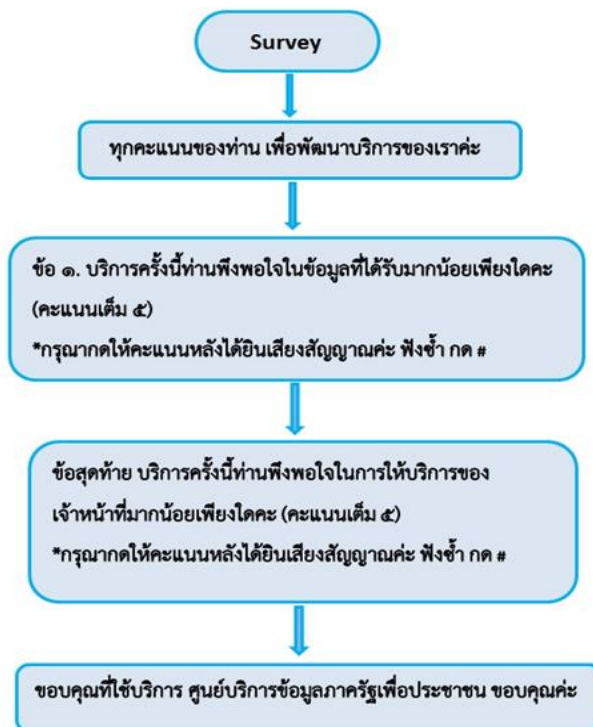 Survey
ทุกคะแนนของท่าน เพื่อพัฒนาบริการของเราค่ะ
ข้อ ๑. บริการครั้งนี้ท่านพึงพอใจในข้อมูลที่ได้รับมากน้อยเพียงใดคะ
(คะแนนเต็ม ๕)
*กรุณากดให้คะแนนหลังได้ยินเสียงสัญญาณค่ะ ฟังซ้ำ กด #
ข้อสุดท้าย บริการครั้งนี้ท่านพึงพอใจในการให้บริการของ
เจ้าหน้าที่มากน้อยเพียงใดคะ (คะแนนเต็ม ๕)
*กรุณากดให้คะแนนหลังได้ยินเสียงสัญญาณค่ะ ฟังซ้ำ กด #
ขอบคุณที่ใช้บริการ ศูนย์บริการข้อมูลภาครัฐเพื่อประชาชน ขอบคุณค่ะ